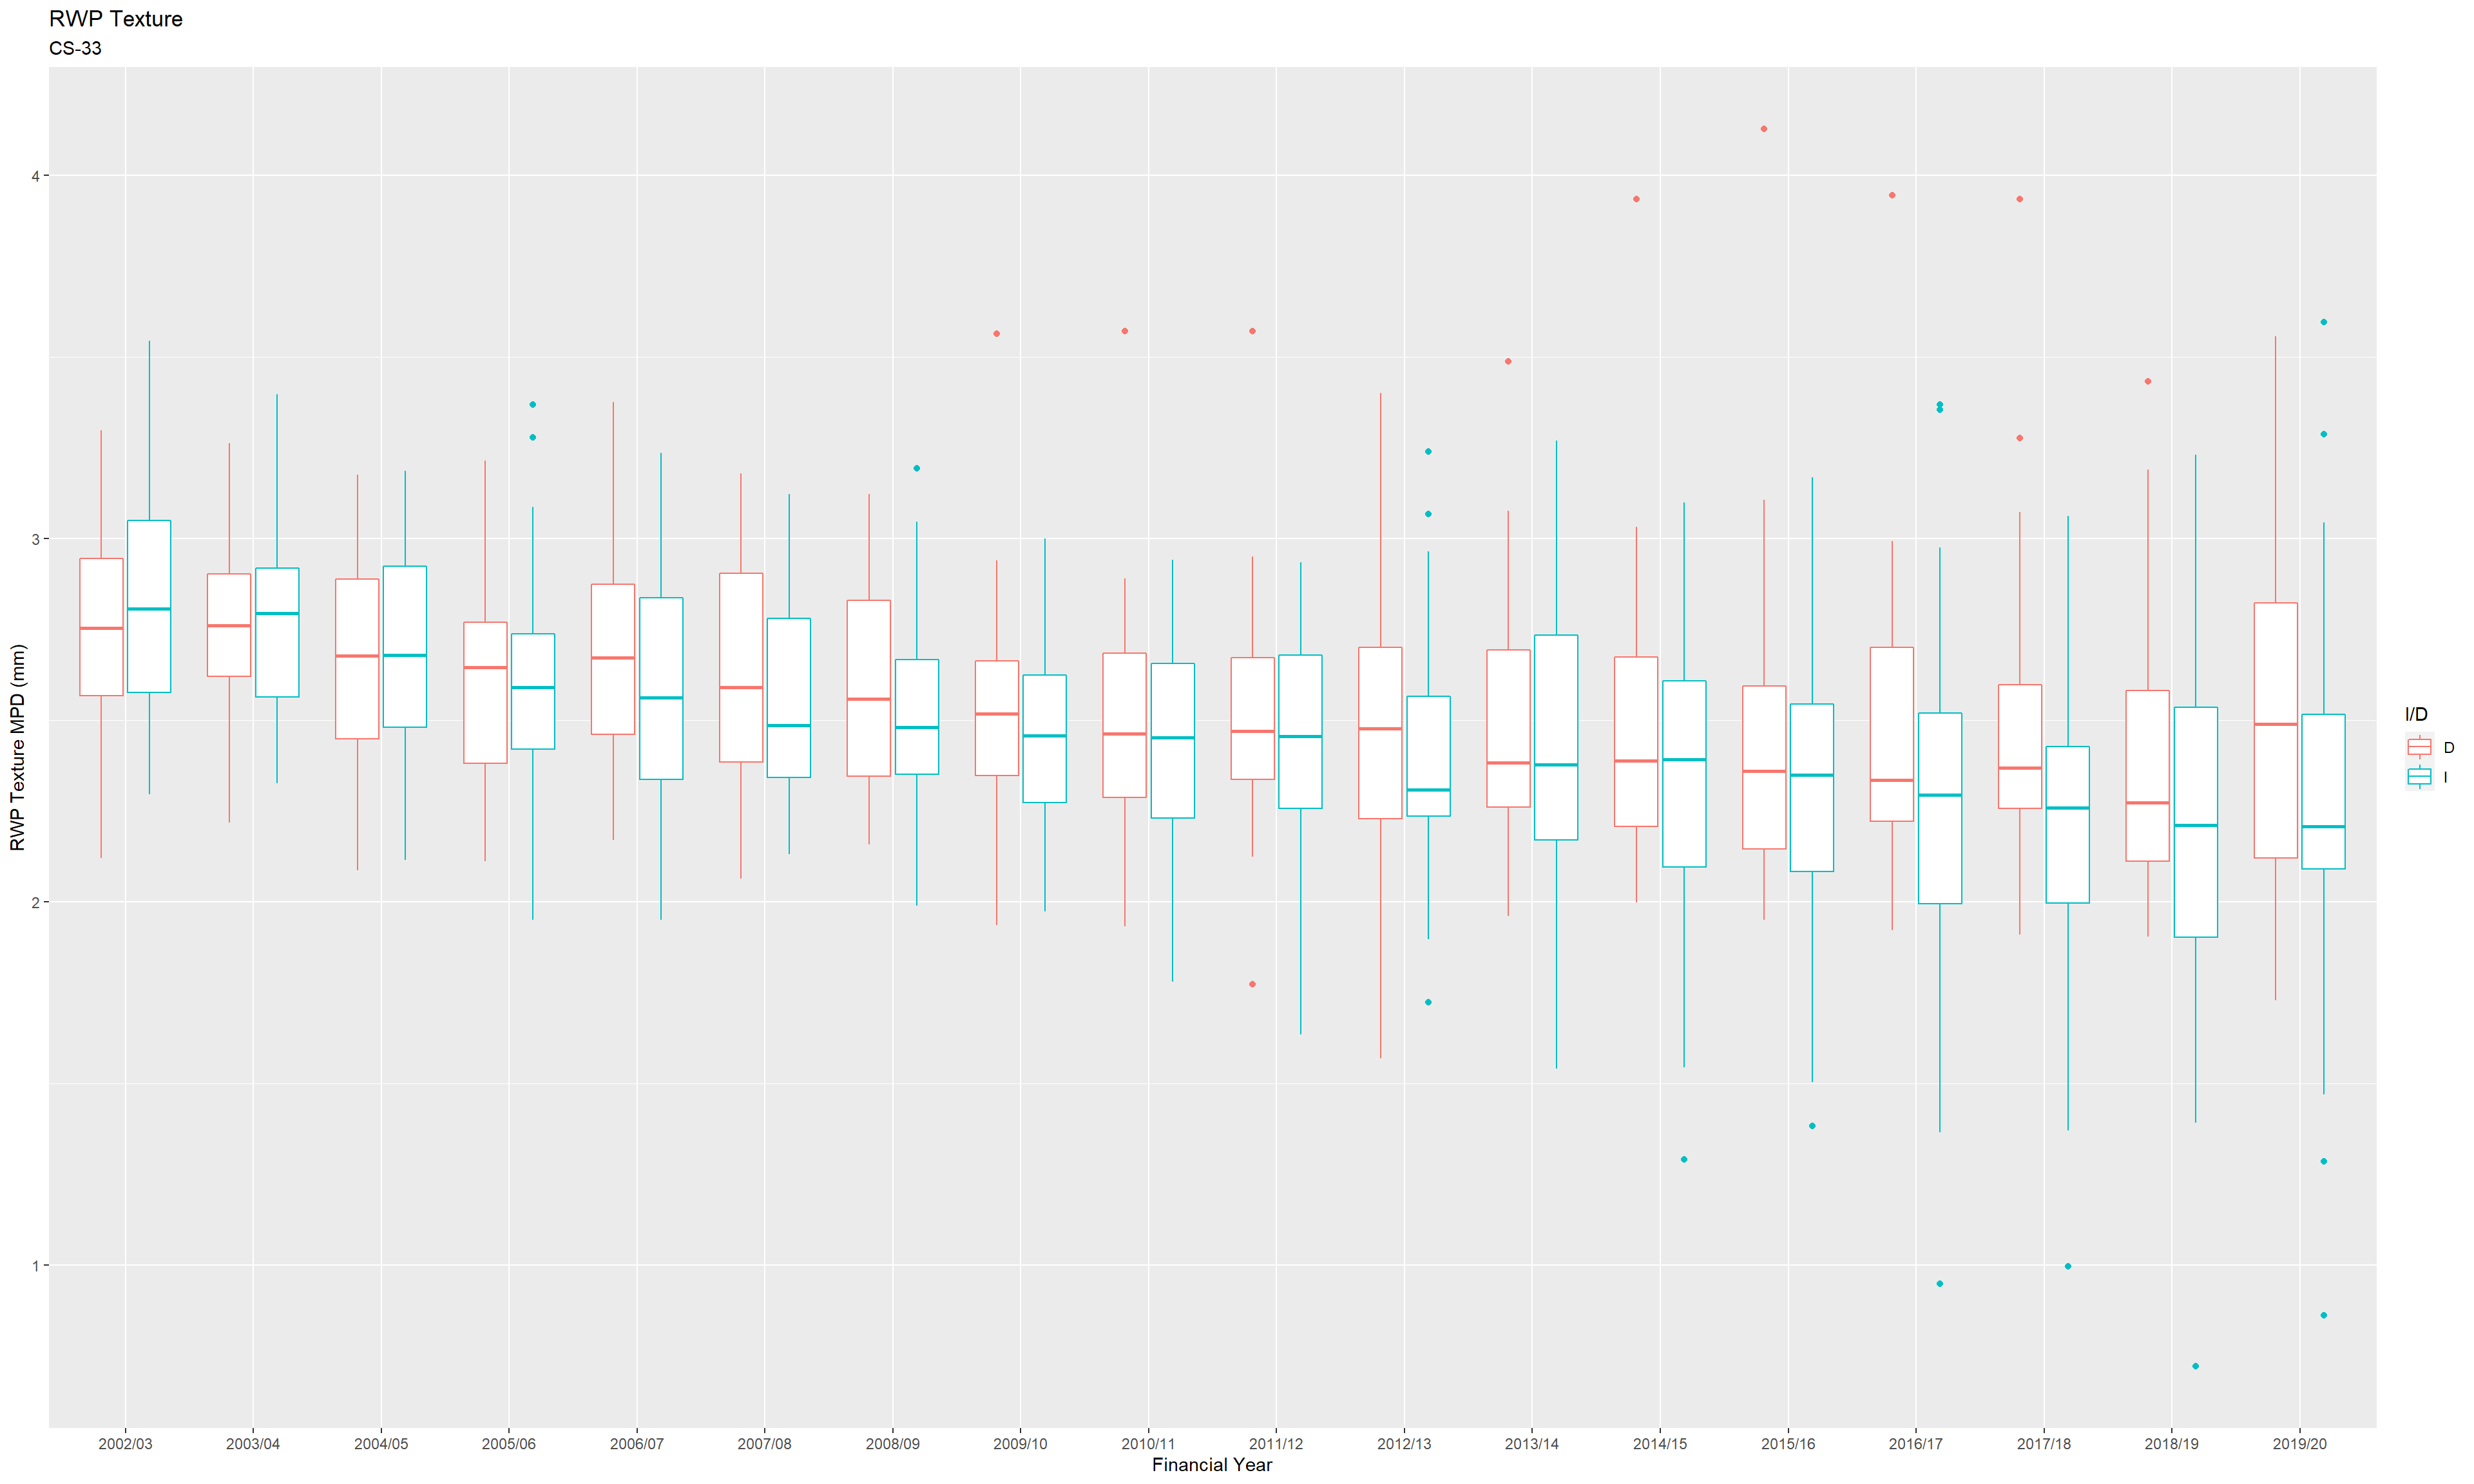 RWP Texture
CS-33
RWP Texture MPD (mm)
4
3
2
1
2002/03 2003/04 2004/05 2005/06 2006/07 2007/08 2008/09 2009/10 2010/11 2011/12 2012/13 2013/14 2014/15 2015/16 2016/17 2017/18 2018/19 2019/20
Financial Year
I/D
D
I